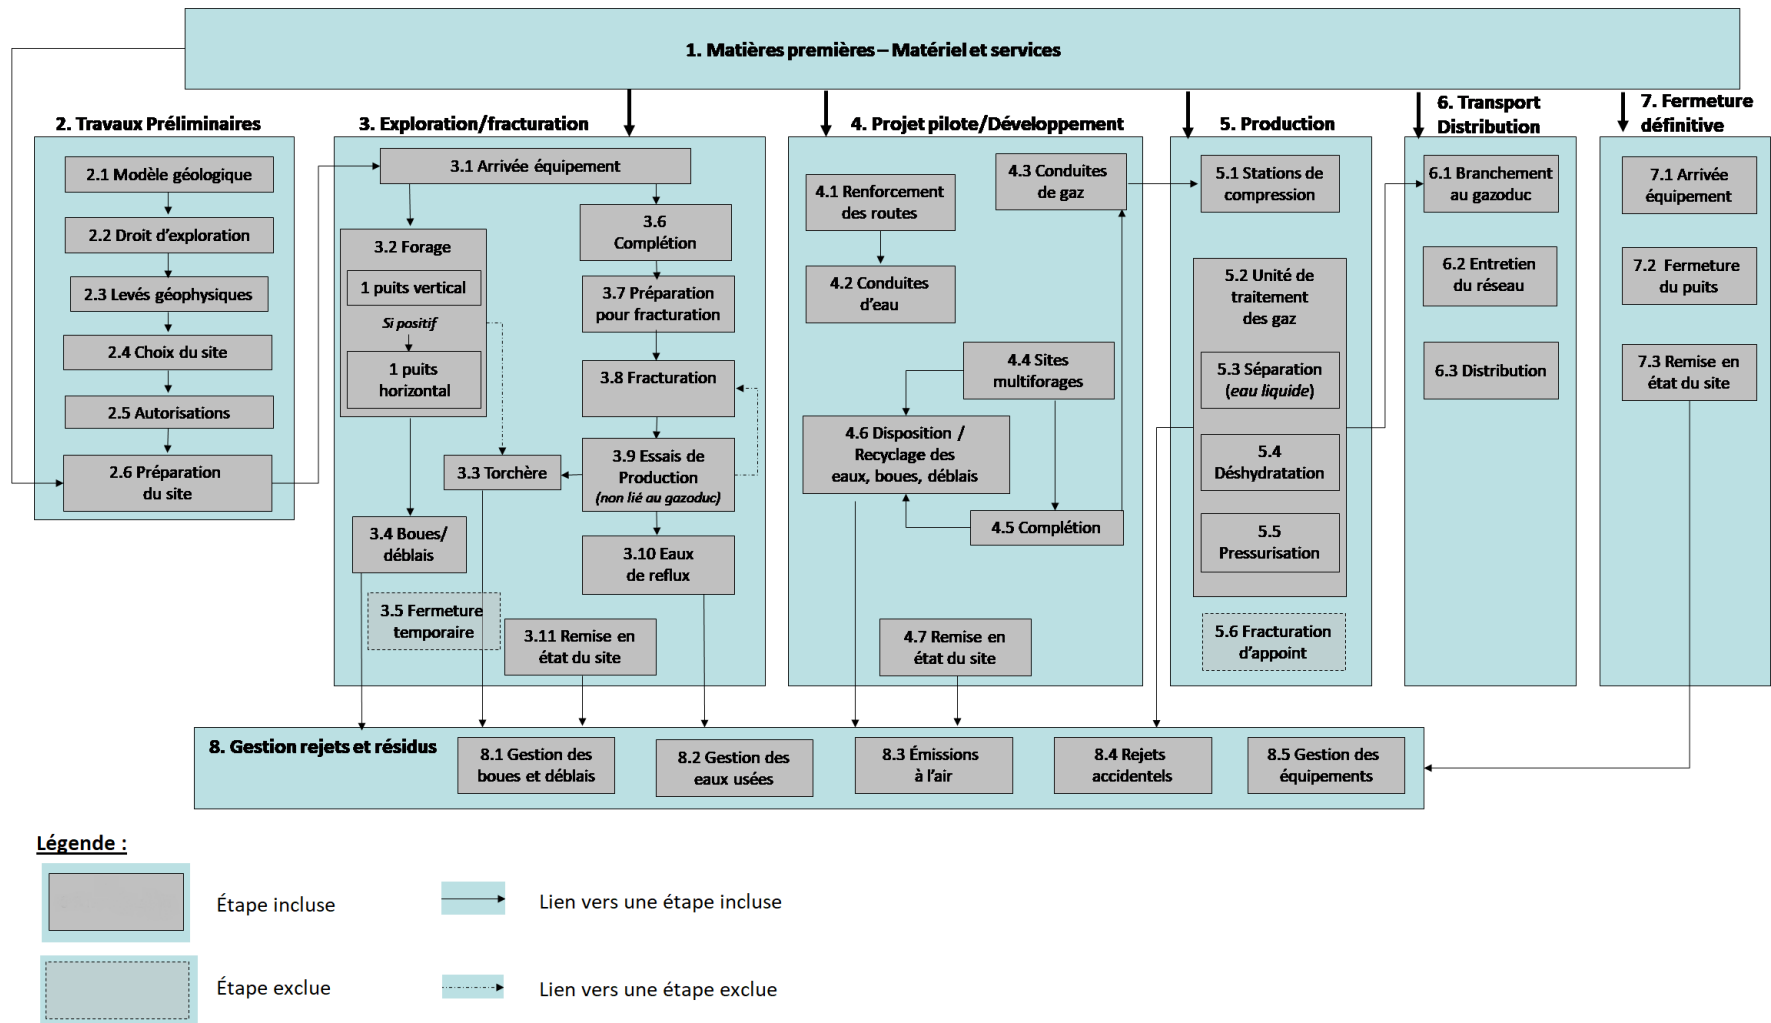 1. Matières premières – Matériel et services
2. Travaux Préliminaires
2.1 Modèle géologique
2.2 Droit d'exploration
2.3 Levés géophysiques
2.4 Choix du site
2.5 Autorisations
2.6 Préparation
du site
3. Exploration/fracturation
3.1 Arrivée équipement
3.2 Forage
1 puits vertical
Si positif
1 puits
horizontal
3.3 Torchère
3.4 Boues/
déblais
3.5 Fermeture
temporaire
3.6
Complétion
3.7 Préparation
pour fracturation
3.8 Fracturation
3.9 Essais de
Production
(non lié au gazoduc)
3.10 Eaux
de reflux
3.11 Remise en
état du site
4. Projet pilote/Développement
4.1 Renforcement
des routes
4.2 Conduites
d'eau
4.3 Conduites
de gaz
4.4 Sites
multiforages
4.5 Complétion
4.6 Disposition /
Recyclage des
eaux, boues, déblais
4.7 Remise en
état du site
5. Production
5.1 Stations de
compression
5.2 Unité de
traitement
des gaz
5.3 Séparation
(eau liquide)
5.4
Déshydratation
5.5
Pressurisation
5.6 Fracturation
d'appoint
6. Transport
Distribution
6.1 Branchement
au gazoduc
6.2 Entretien
du réseau
6.3 Distribution
7. Fermeture
définitive
7.1 Arrivée
équipement
7.2 Fermeture
du puits
7.3 Remise en
état du site
8. Gestion rejets et résidus
8.1 Gestion des
boues et déblais
8.2 Gestion des
eaux usées
8.3 Émissions
à l'air
8.4 Rejets
accidentels
8.5 Gestion des
équipements
Légende :
Étape incluse
Lien vers une étape incluse
Étape exclue
Lien vers une étape exclue